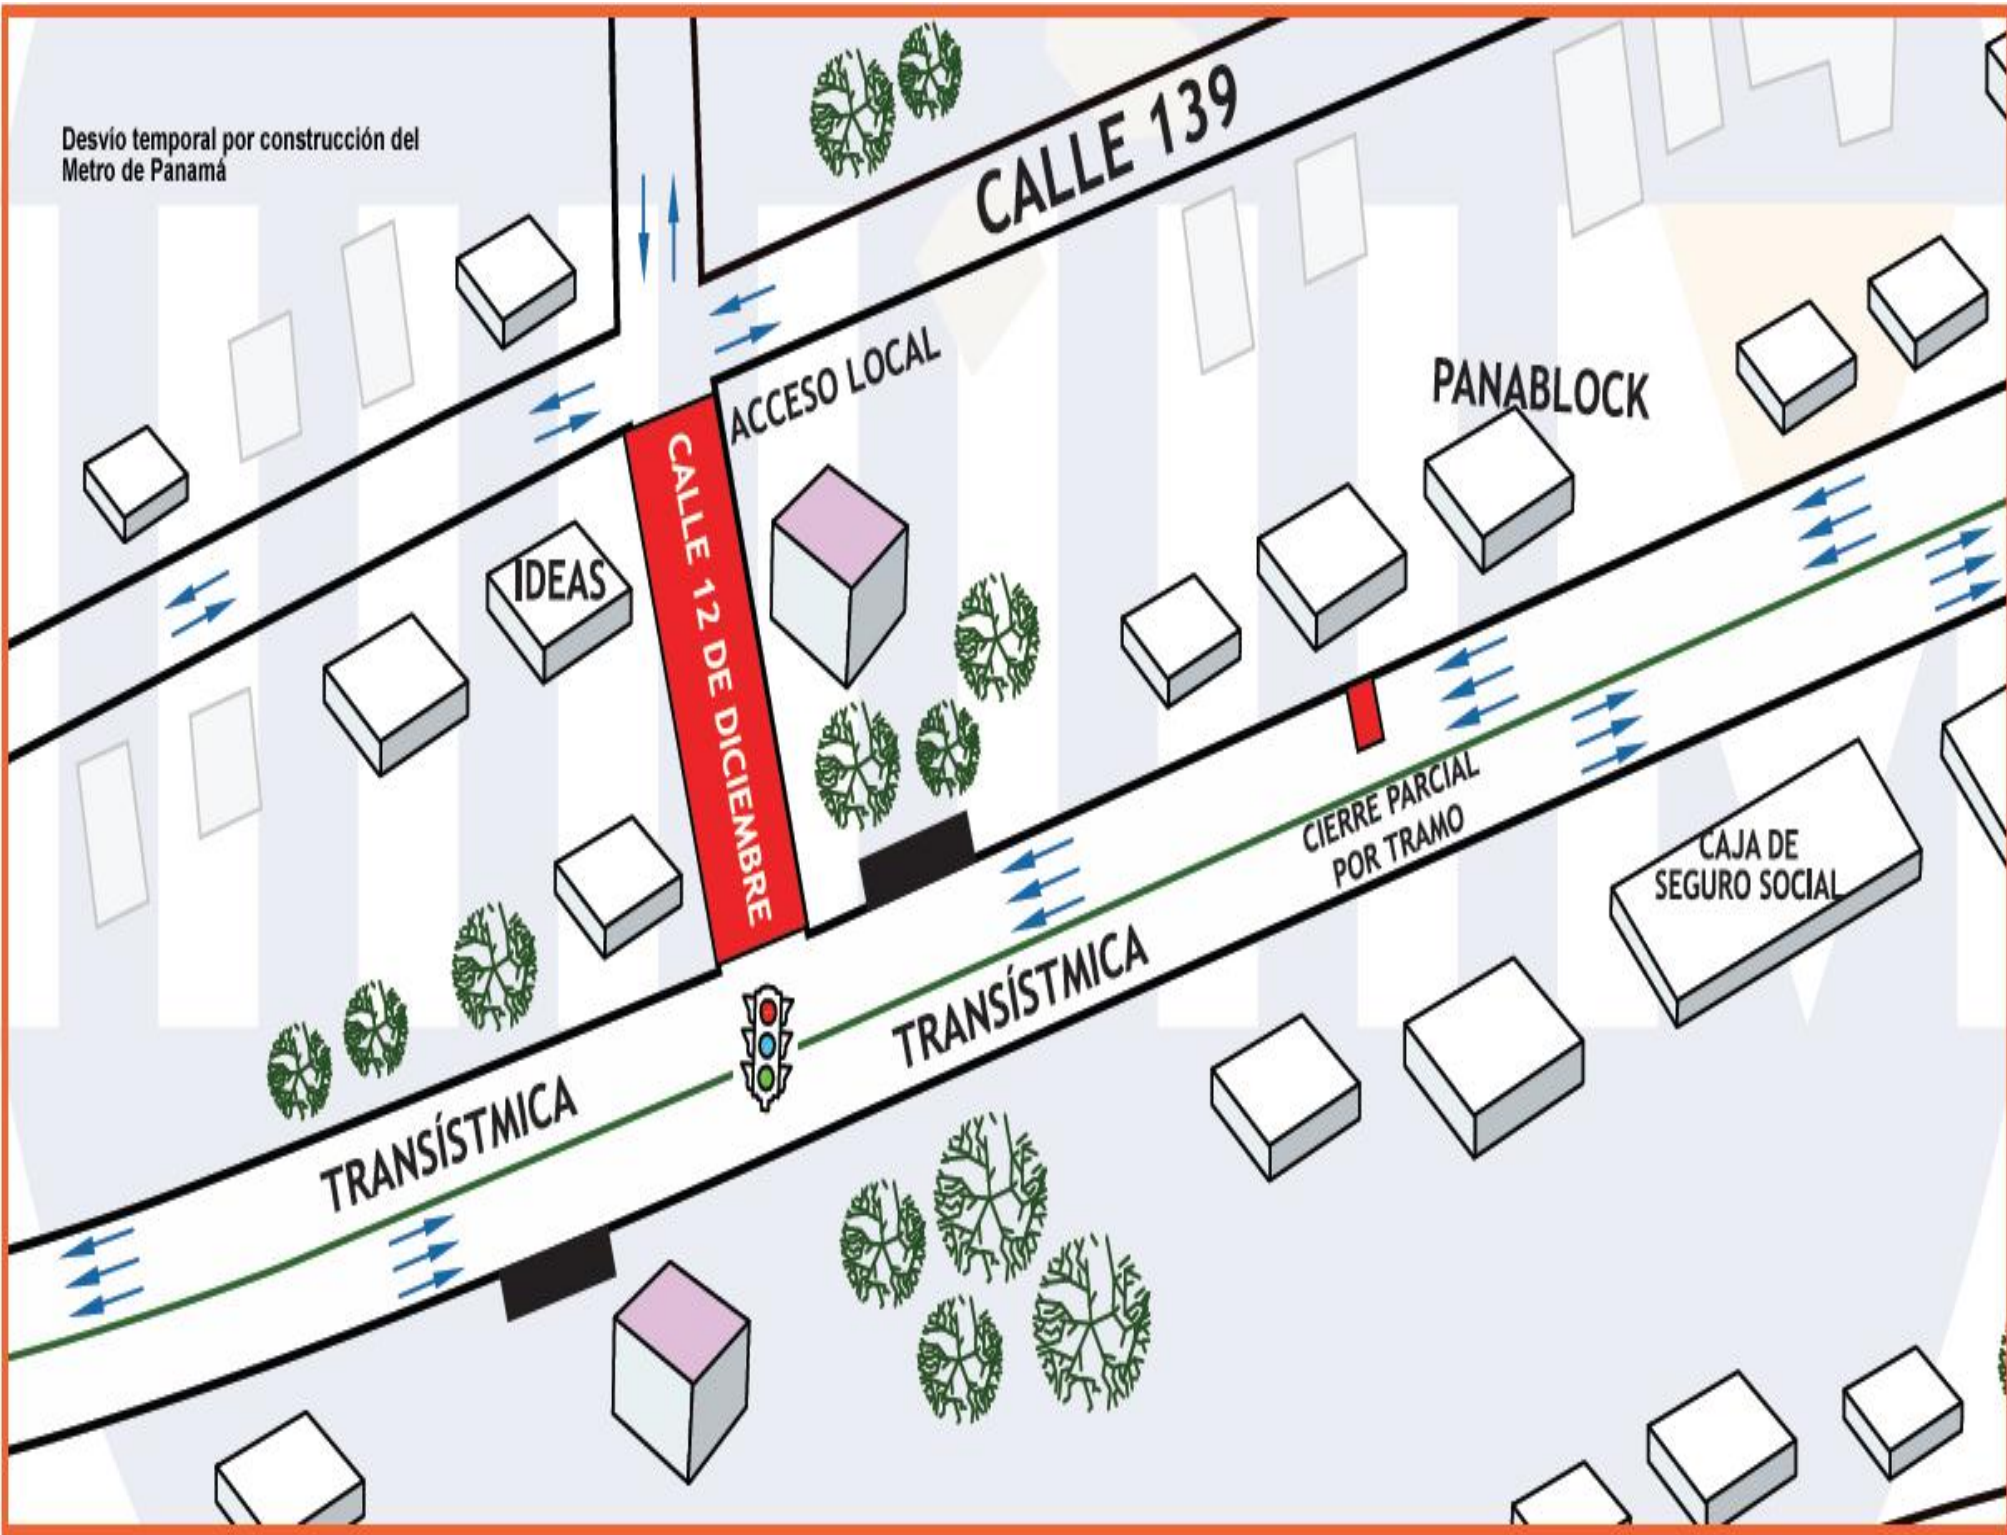 Desvío temporal por construcción del
Metro de Panamá
CALLE 139
ACCESO LOCAL
PANABLOCK
CALLE 12 DE DICIEMBRE
IDEAS
CIERRE PARCIAL
POR TRAMO
CAJA DE
SEGURO SOCIAL
TRANSÍSTMICA
TRANSÍSTMICA